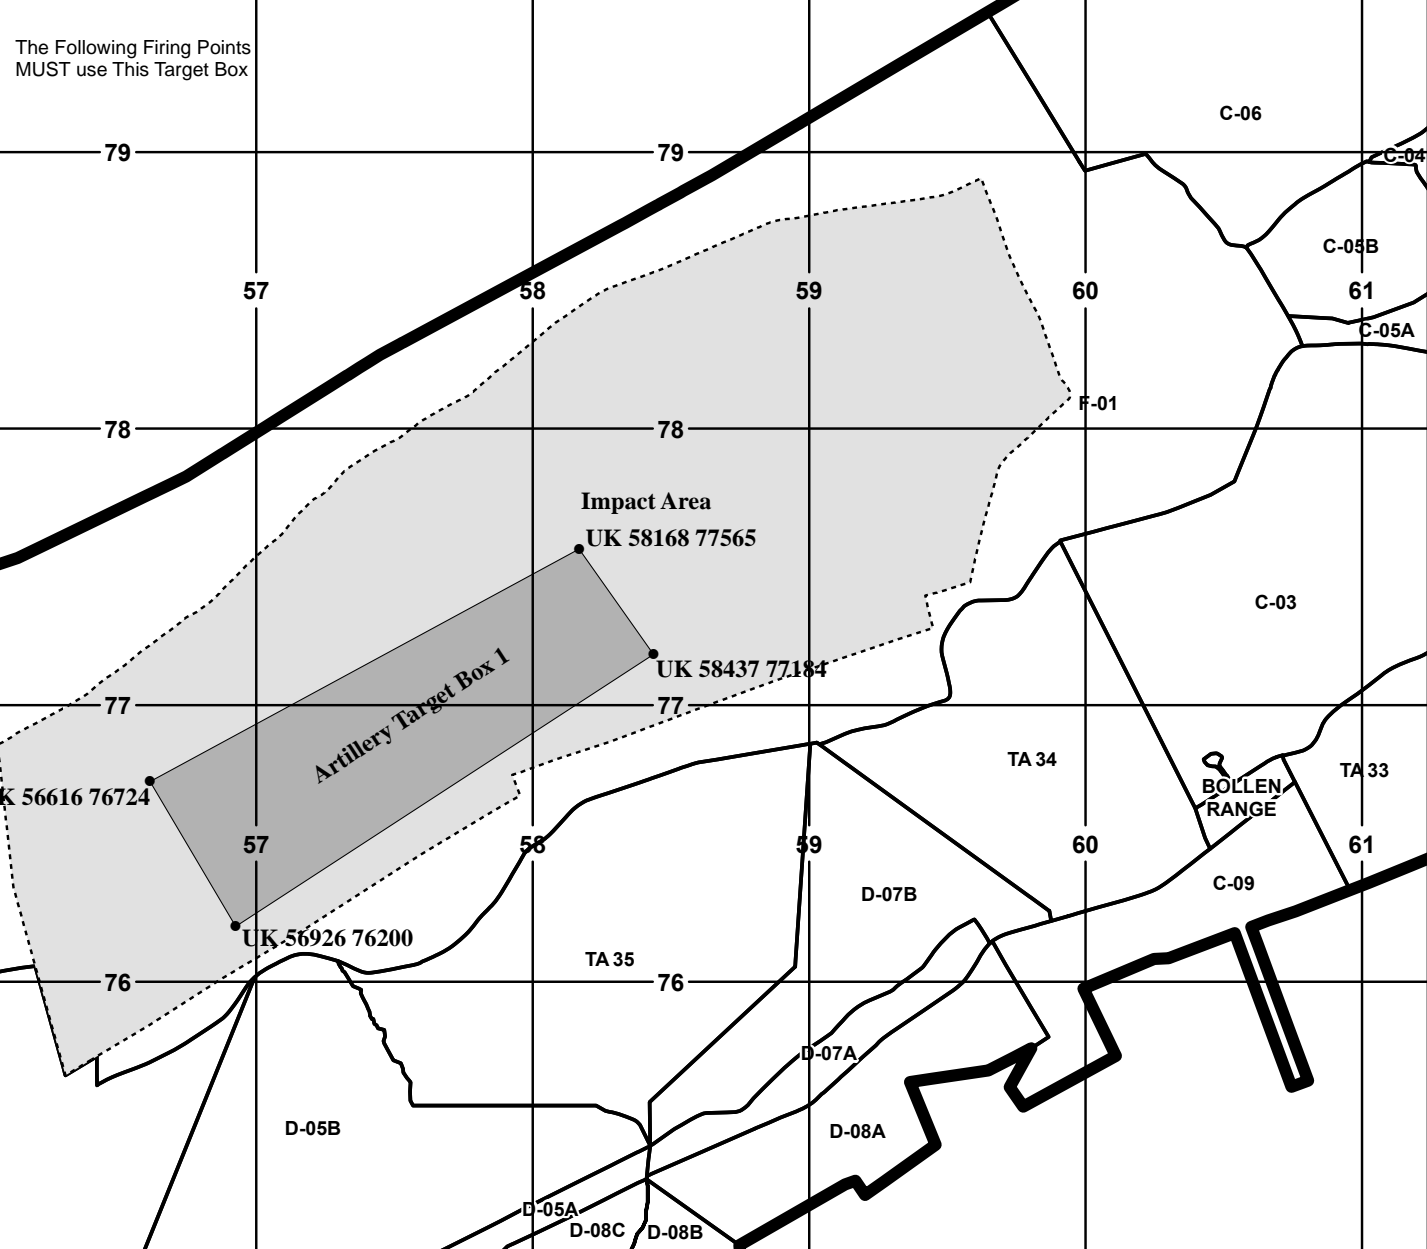 The Following Firing Points
MUST use This Target Box
C-06
79
79
C-04
C-05B
57
58
59
60
61
C-05A
F-01
78
78
Impact Area
UK 58168 77565
C-03
Artillery Target Box 1
UK 58437 77184
77
77
TA 34
TA 33
K 56616 76724
BOLLEN
RANGE
57
58
59
60
61
C-09
D-07B
UK 56926 76200
TA 35
76
76
D-07A
D-05B
D-08A
D-05A
D-08C
D-08B